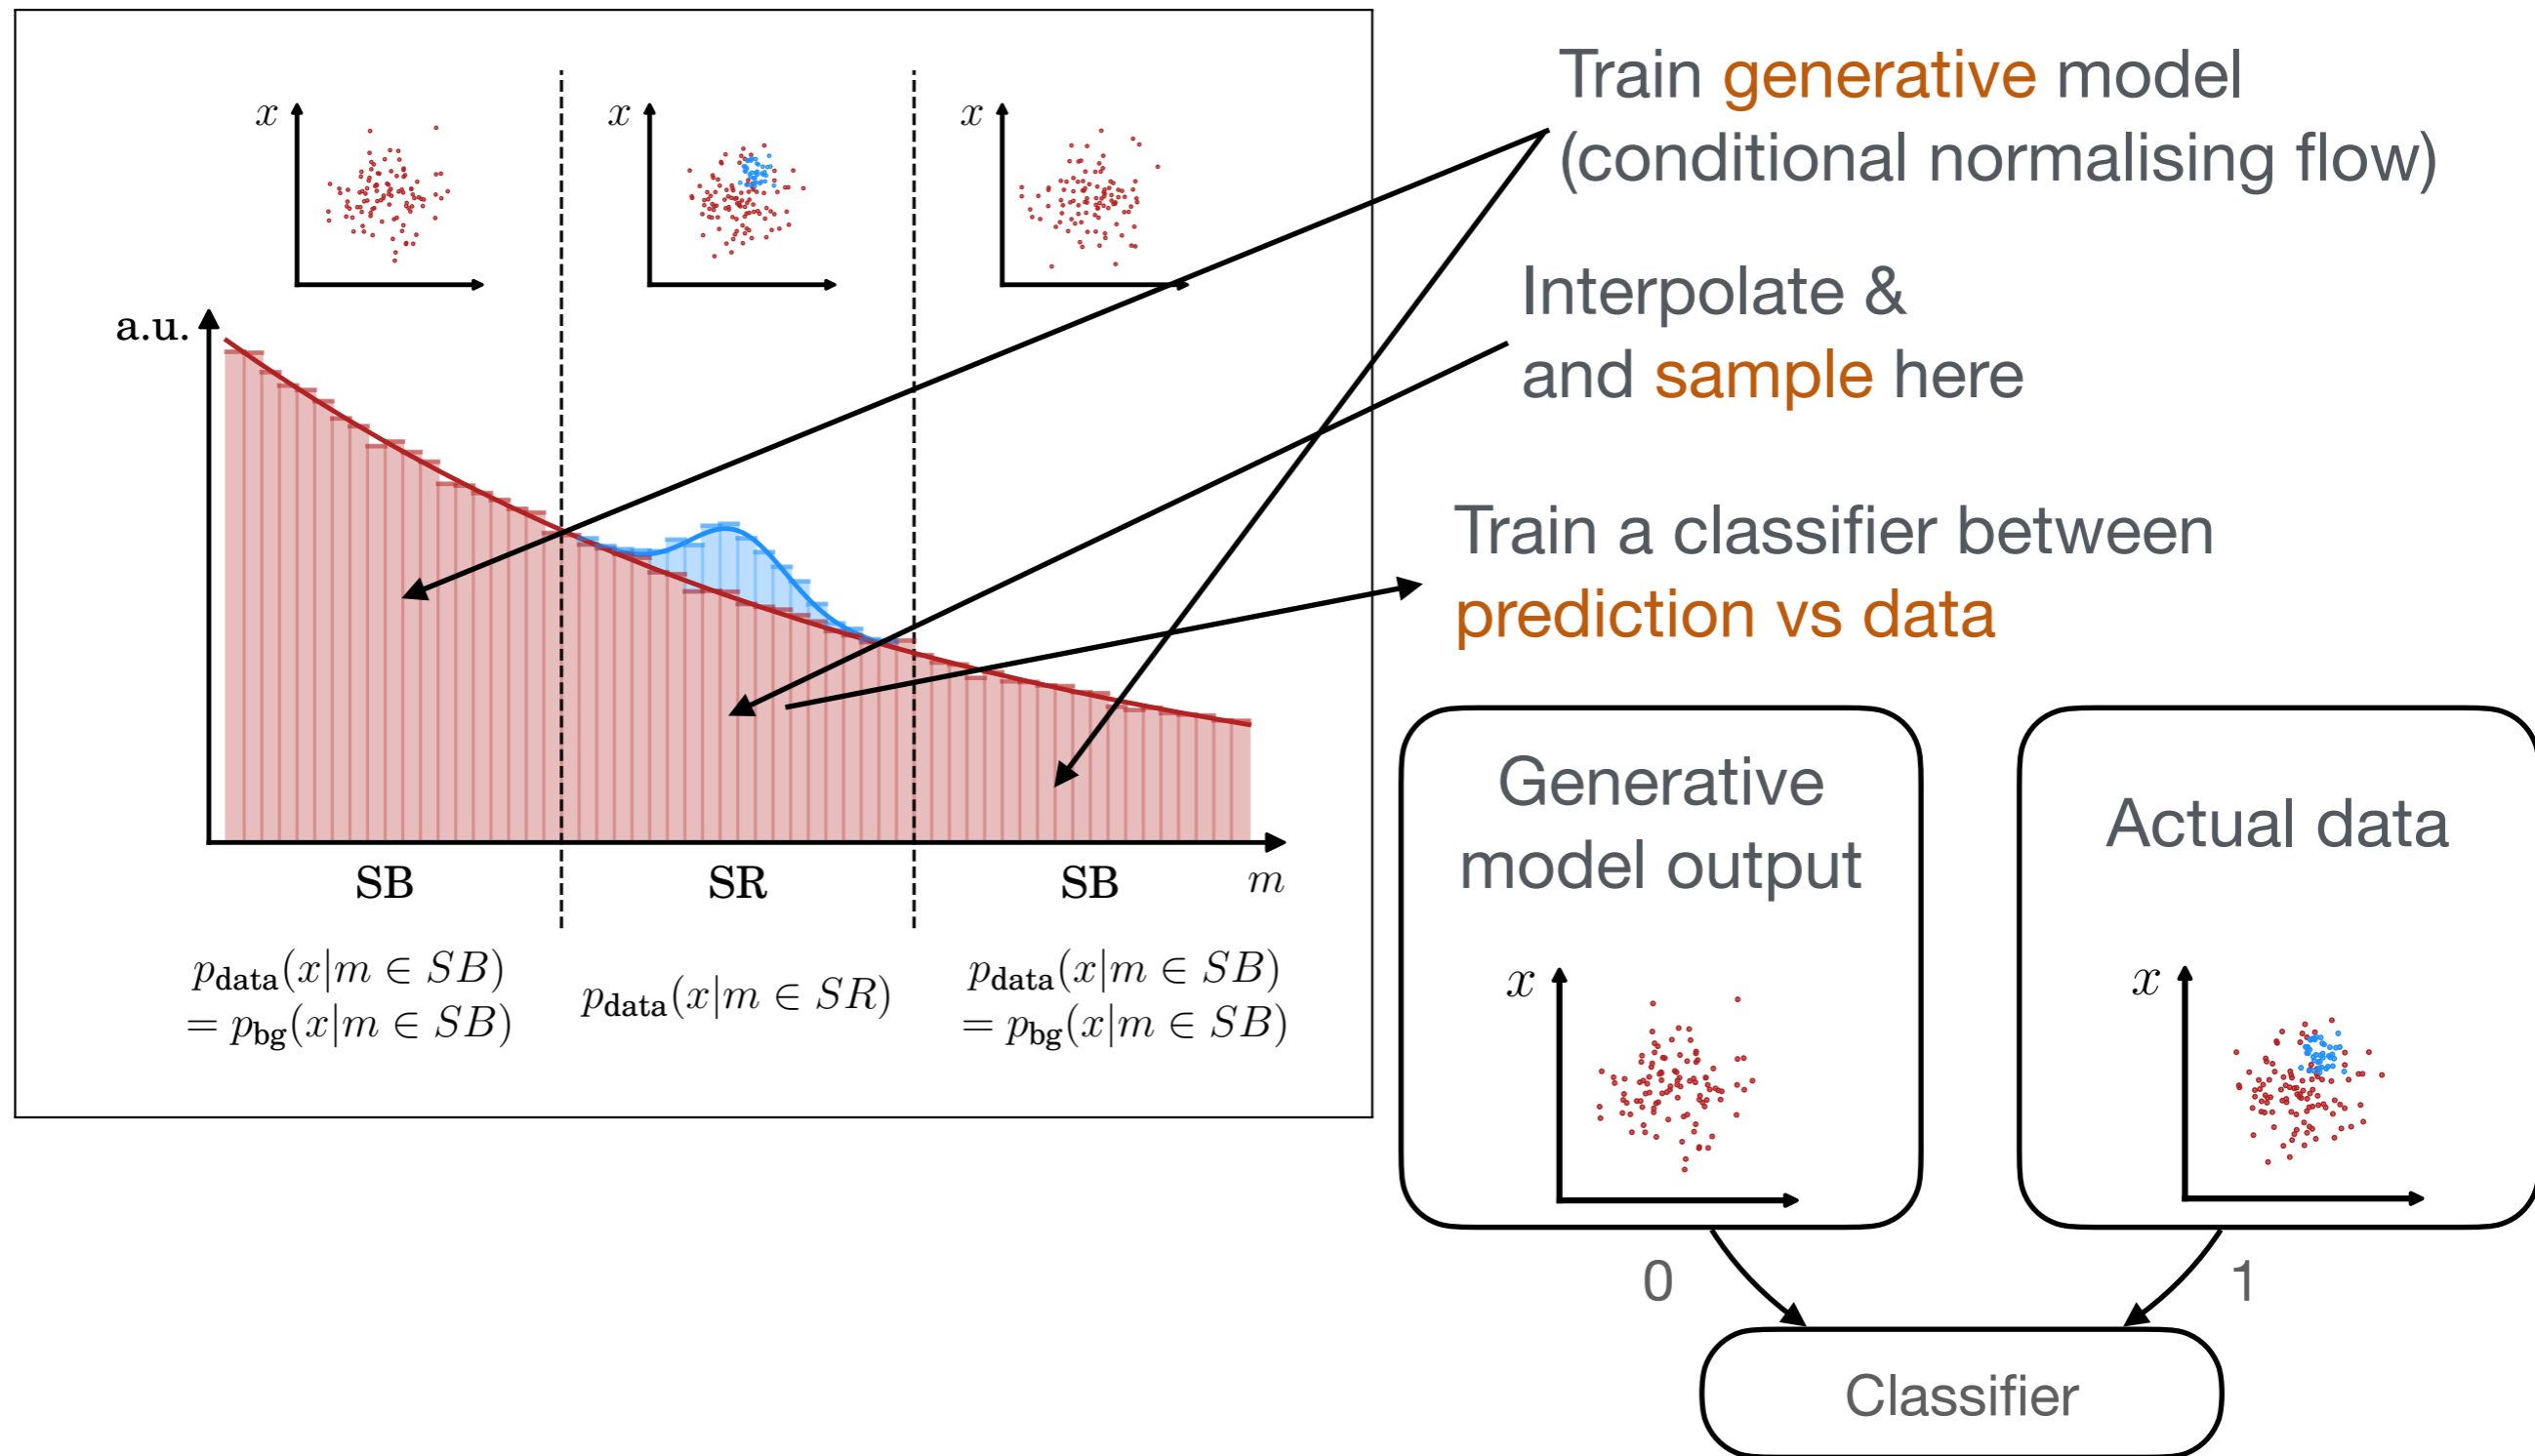 x
x
x
a.u.
SB
SR
SB
m
p_data(x|m ∈ SB)
= p_bg(x|m ∈ SB)
p_data(x|m ∈ SR)
p_data(x|m ∈ SB)
= p_bg(x|m ∈ SB)
Train generative model
(conditional normalising flow)
Interpolate &
and sample here
Train a classifier between
prediction vs data
Generative
model output
x
Actual data
x
0
1
Classifier